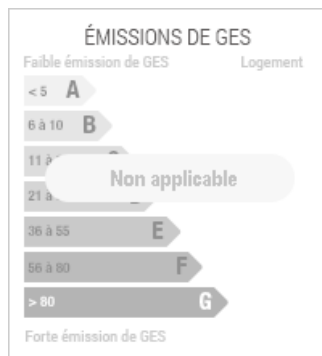 ÉMISSIONS DE GES
Faible émission de GES Logement
< 5 A
6 à 10 B
11 à
Non applicable
21 à
36 à 55 E
56 à 80 F
> 80 G
Forte émission de GES